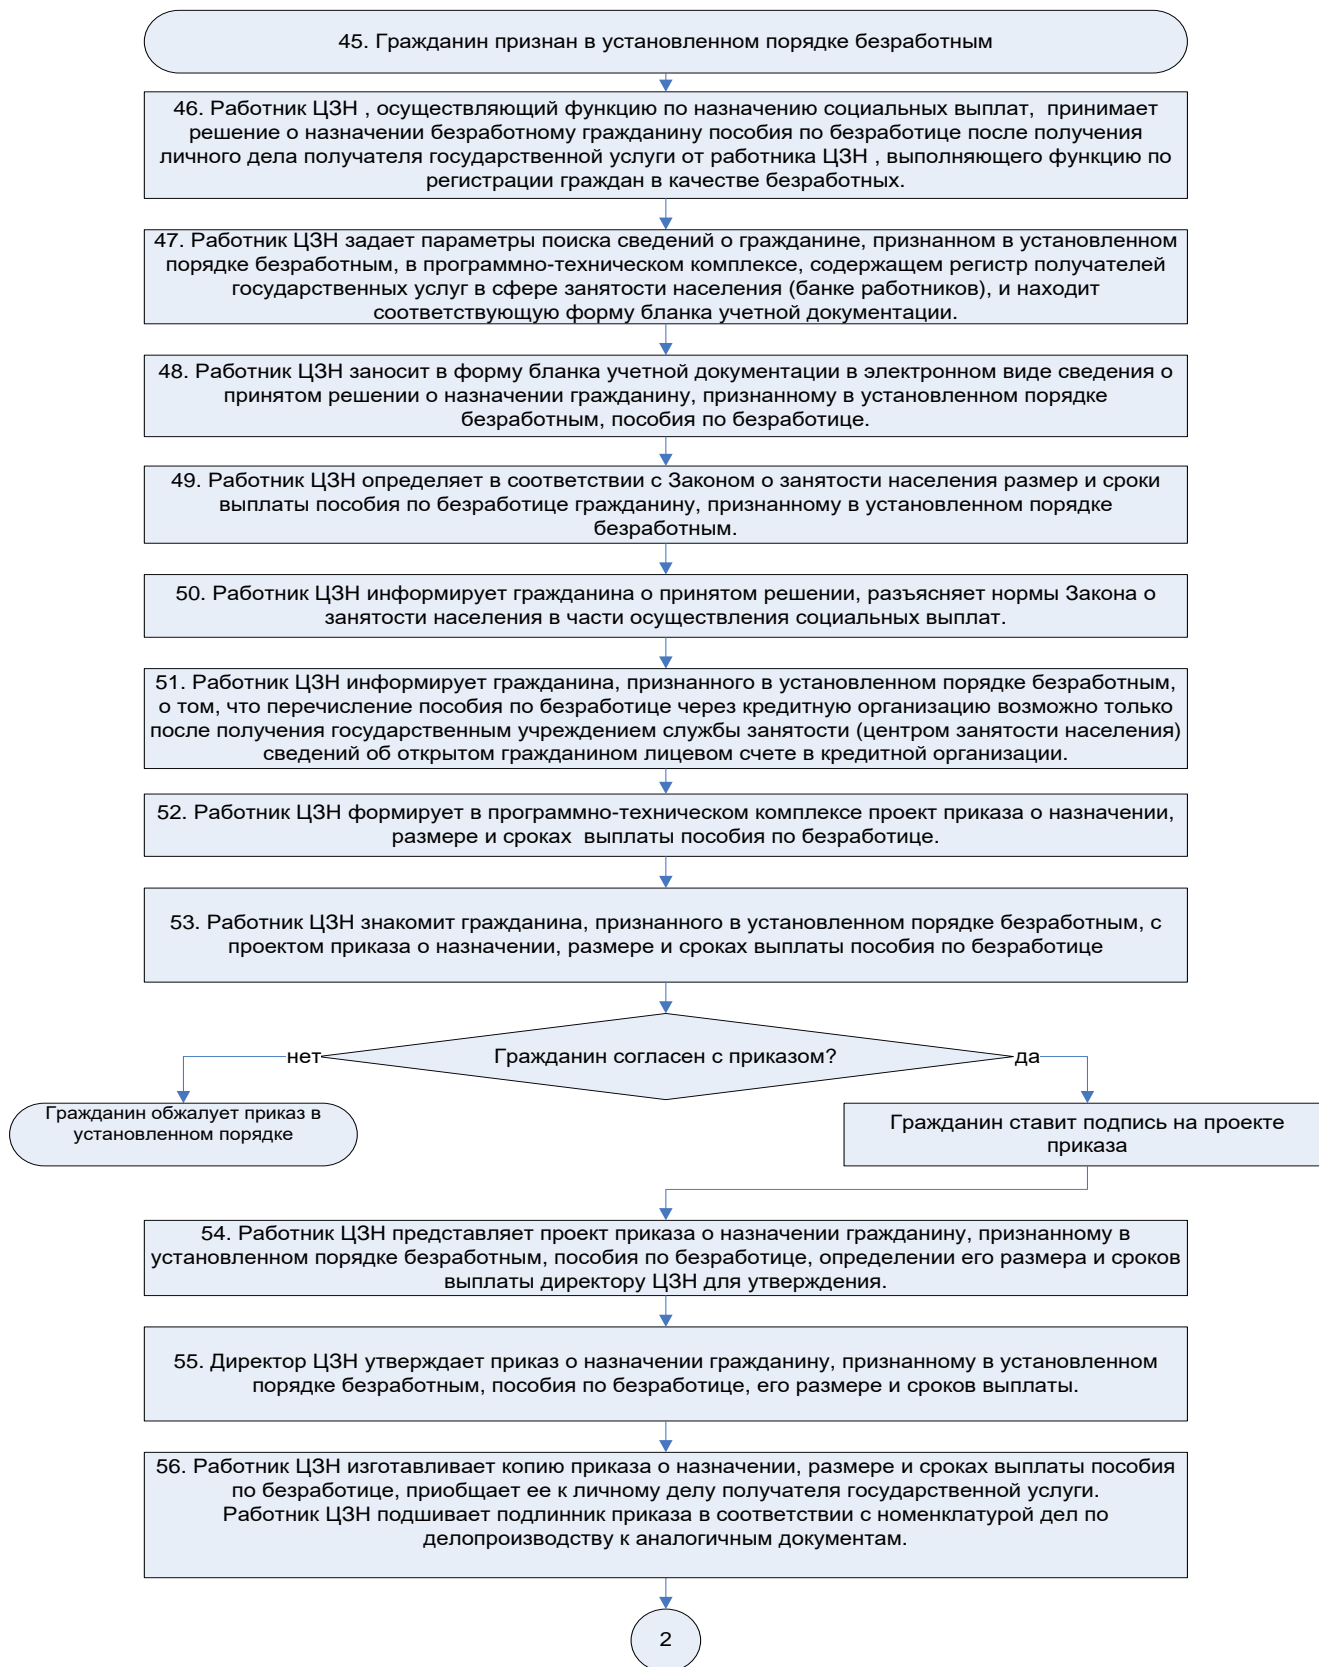 45. Гражданин признан в установленном порядке безработным
46. Работник ЦЗН , осуществляющий функцию по назначению социальных выплат,  принимает
решение о назначении безработному гражданину пособия по безработице после получения
личного дела получателя государственной услуги от работника ЦЗН , выполняющего функцию по
регистрации граждан в качестве безработных.
47. Работник ЦЗН задает параметры поиска сведений о гражданине, признанном в установленном
порядке безработным, в программно-техническом комплексе, содержащем регистр получателей
государственных услуг в сфере занятости населения (банке работников), и находит
соответствующую форму бланка учетной документации.
48. Работник ЦЗН заносит в форму бланка учетной документации в электронном виде сведения о
принятом решении о назначении гражданину, признанному в установленном порядке
безработным, пособия по безработице.
49. Работник ЦЗН определяет в соответствии с Законом о занятости населения размер и сроки
выплаты пособия по безработице гражданину, признанному в установленном порядке
безработным.
50. Работник ЦЗН информирует гражданина о принятом решении, разъясняет нормы Закона о
занятости населения в части осуществления социальных выплат.
51. Работник ЦЗН информирует гражданина, признанного в установленном порядке безработным,
о том, что перечисление пособия по безработице через кредитную организацию возможно только
после получения государственным учреждением службы занятости (центром занятости населения)
сведений об открытом гражданином лицевом счете в кредитной организации.
52. Работник ЦЗН формирует в программно-техническом комплексе проект приказа о назначении,
размере и сроках  выплаты пособия по безработице.
53. Работник ЦЗН знакомит гражданина, признанного в установленном порядке безработным, с
проектом приказа о назначении, размере и сроках выплаты пособия по безработице
Гражданин согласен с приказом?
нет
да
Гражданин обжалует приказ в
установленном порядке
Гражданин ставит подпись на проекте
приказа
54. Работник ЦЗН представляет проект приказа о назначении гражданину, признанному в
установленном порядке безработным, пособия по безработице, определении его размера и сроков
выплаты директору ЦЗН для утверждения.
55. Директор ЦЗН утверждает приказ о назначении гражданину, признанному в установленном
порядке безработным, пособия по безработице, его размере и сроков выплаты.
56. Работник ЦЗН изготавливает копию приказа о назначении, размере и сроках выплаты пособия
по безработице, приобщает ее к личному делу получателя государственной услуги.
Работник ЦЗН подшивает подлинник приказа в соответствии с номенклатурой дел по
делопроизводству к аналогичным документам.
2